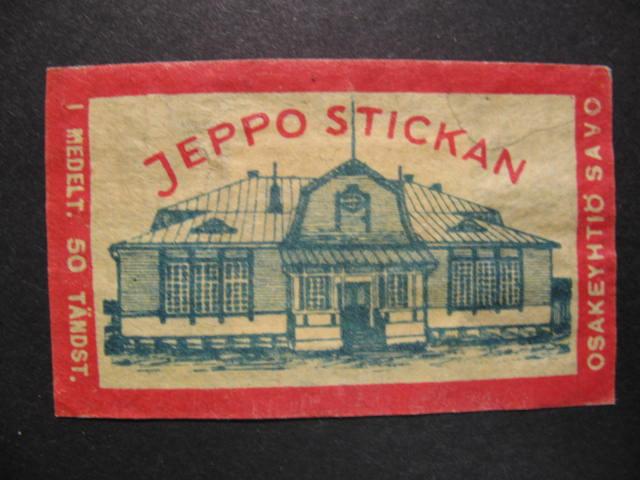 JEPPO STICKAN
I MEDELT. 50 TÄNDST.
OSAKEYHTIÖ SAVO